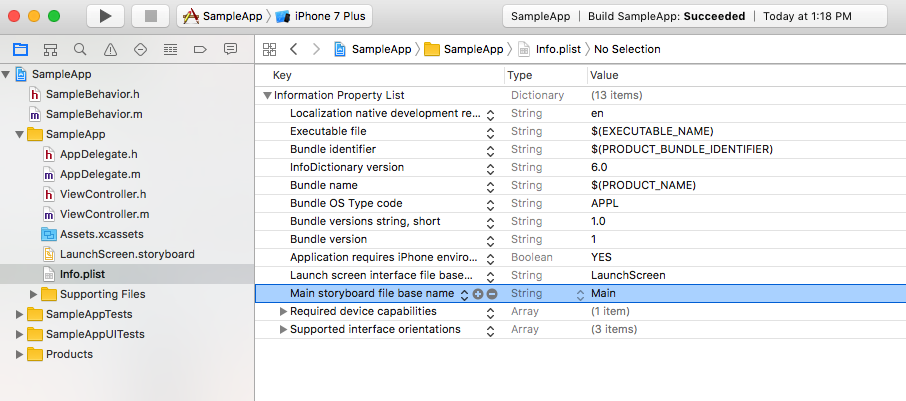 SampleApp iPhone 7 Plus SampleApp Build SampleApp: Succeeded Today at 1:18 PM
SampleApp SampleApp Info.plist No Selection
Key Type Value
SampleApp
SampleBehavior.h
SampleBehavior.m
SampleApp
AppDelegate.h
AppDelegate.m
ViewController.h
ViewController.m
Assets.xcassets
LaunchScreen.storyboard
Info.plist
Supporting Files
SampleAppTests
SampleAppUITests
Products
Information Property List Dictionary (13 items)
Localization native development re... String en
Executable file String $(EXECUTABLE_NAME)
Bundle identifier String $(PRODUCT_BUNDLE_IDENTIFIER)
InfoDictionary version String 6.0
Bundle name String $(PRODUCT_NAME)
Bundle OS Type code String APPL
Bundle versions string, short String 1.0
Bundle version String 1
Application requires iPhone enviro... Boolean YES
Launch screen interface file base... String LaunchScreen
Main storyboard file base name String Main
Required device capabilities Array (1 item)
Supported interface orientations Array (3 items)